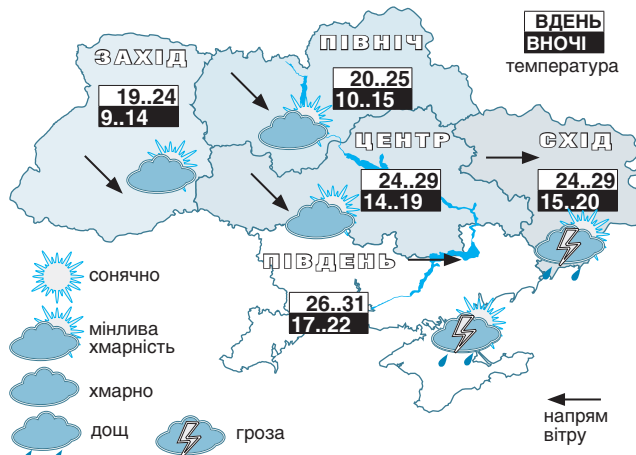 ЗАХІД
19..24
9..14
ПІВНІЧ
20..25
10..15
ВДЕНЬ
ВНОЧІ
температура
ЦЕНТР
24..29
14..19
СХІД
24..29
15..20
ПІВДЕНЬ
26..31
17..22
сонячно
мінлива
хмарність
хмарно
дощ
гроза
напрям
вітру